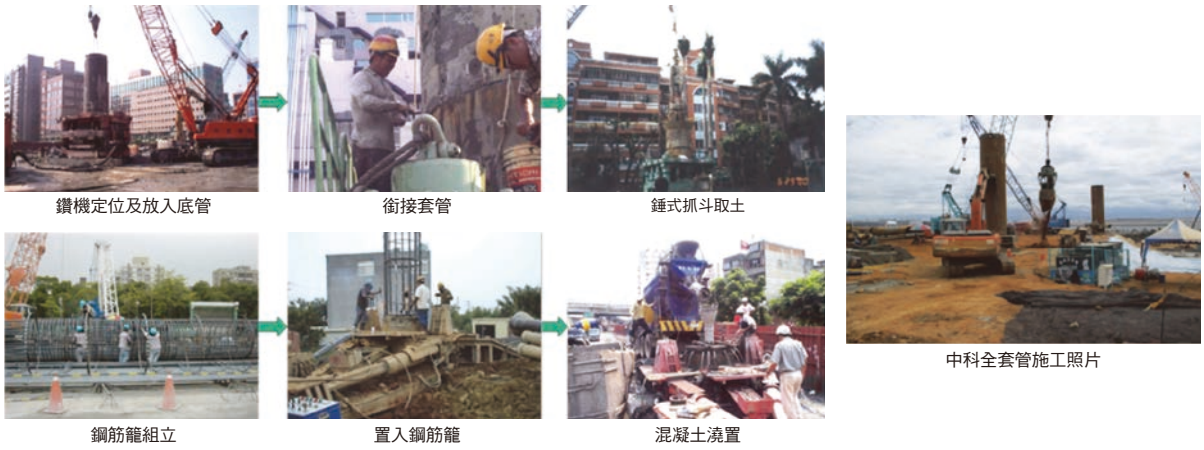 鑽機定位及放入底管
銜接套管
錘式抓斗取土
鋼筋籠組立
置入鋼筋籠
混凝土澆置
中科全套管施工照片